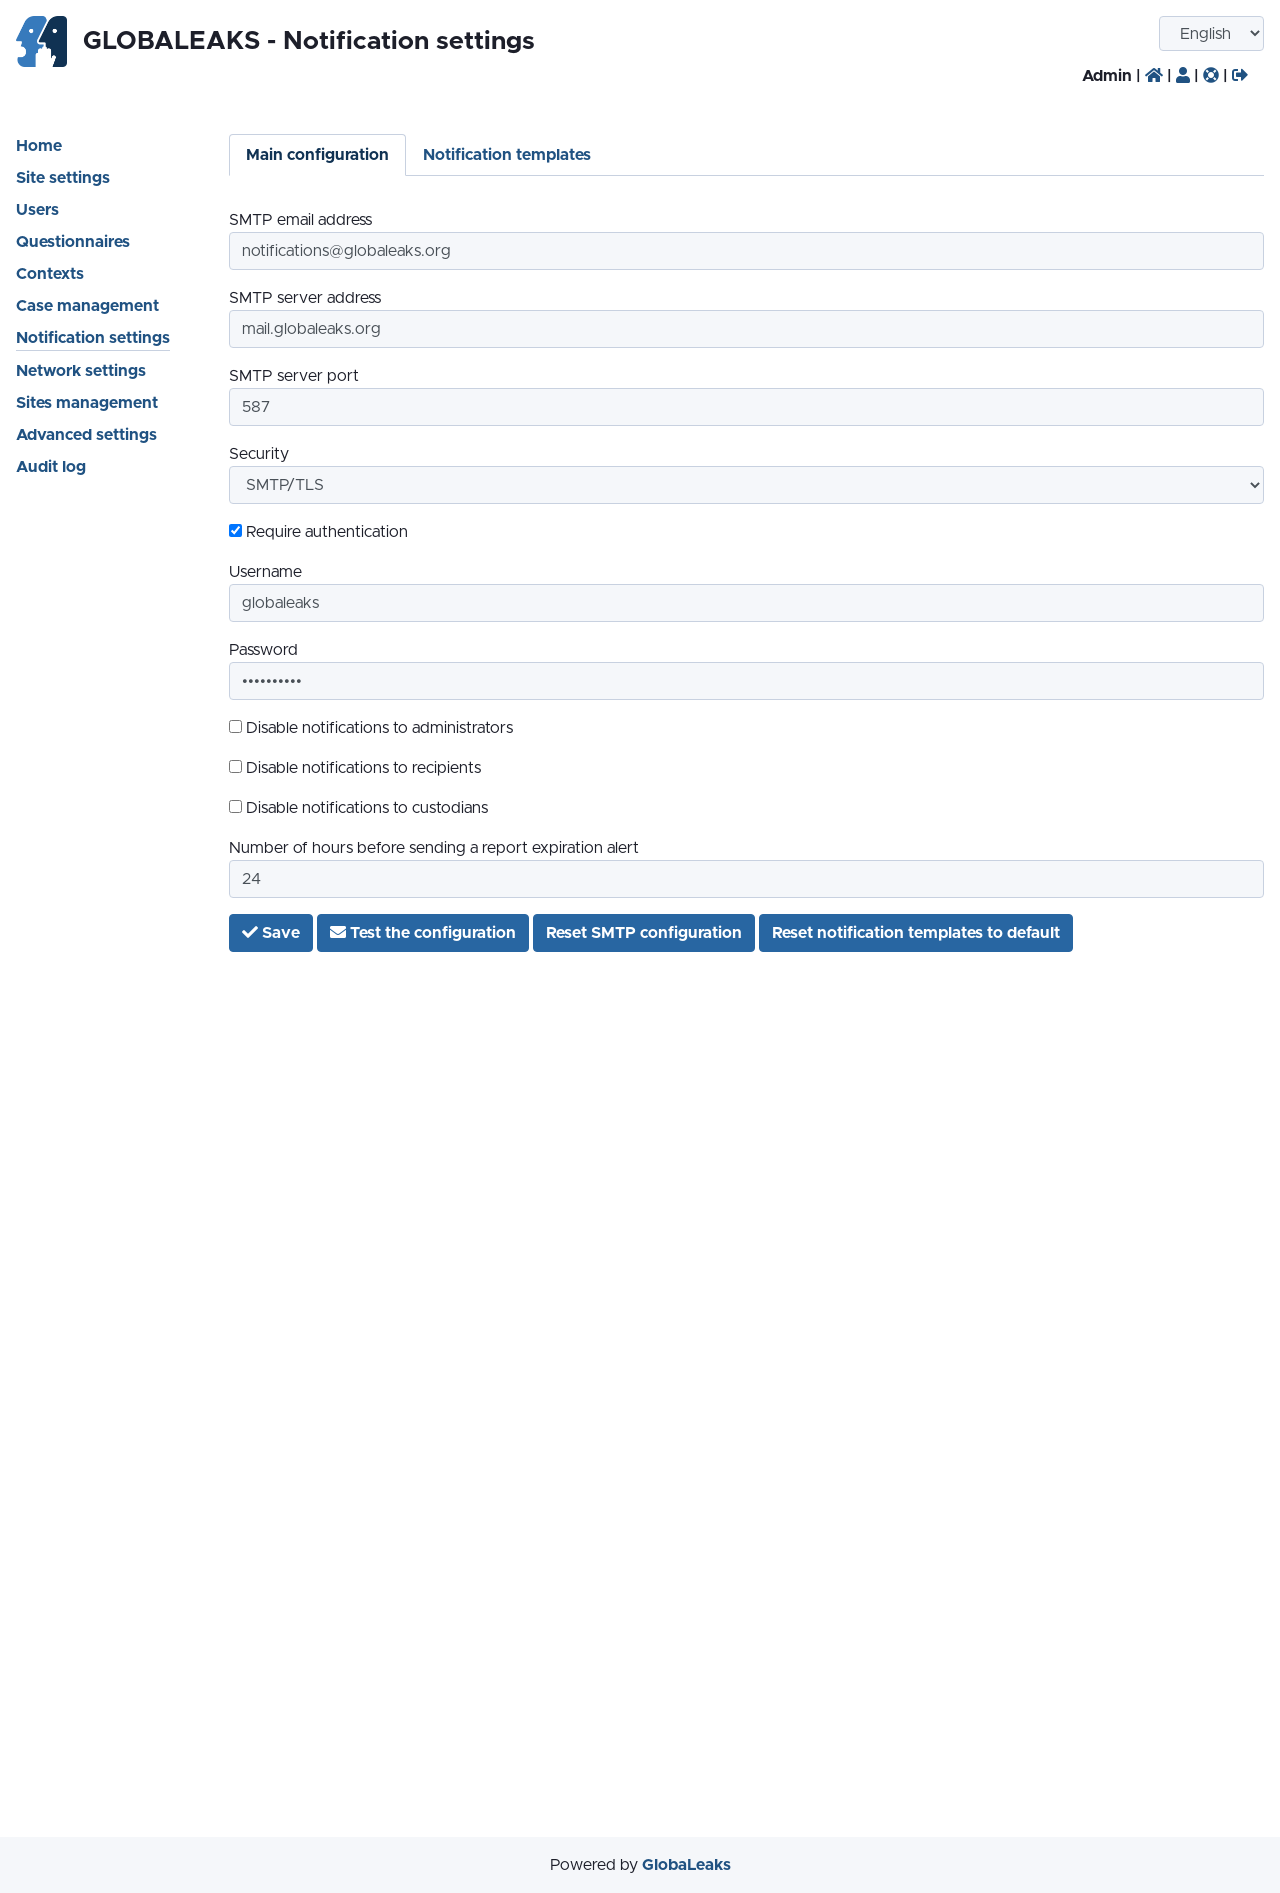 GLOBALEAKS - Notification settings
English
Admin | | | |
Home
Site settings
Users
Questionnaires
Contexts
Case management
Notification settings
Network settings
Sites management
Advanced settings
Audit log
Main configuration
Notification templates
SMTP email address
notifications@globaleaks.org
SMTP server address
mail.globaleaks.org
SMTP server port
587
Security
SMTP/TLS
Require authentication
Username
globaleaks
Password
••••••••••
Disable notifications to administrators
Disable notifications to recipients
Disable notifications to custodians
Number of hours before sending a report expiration alert
24
Save
Test the configuration
Reset SMTP configuration
Reset notification templates to default
Powered by GlobaLeaks